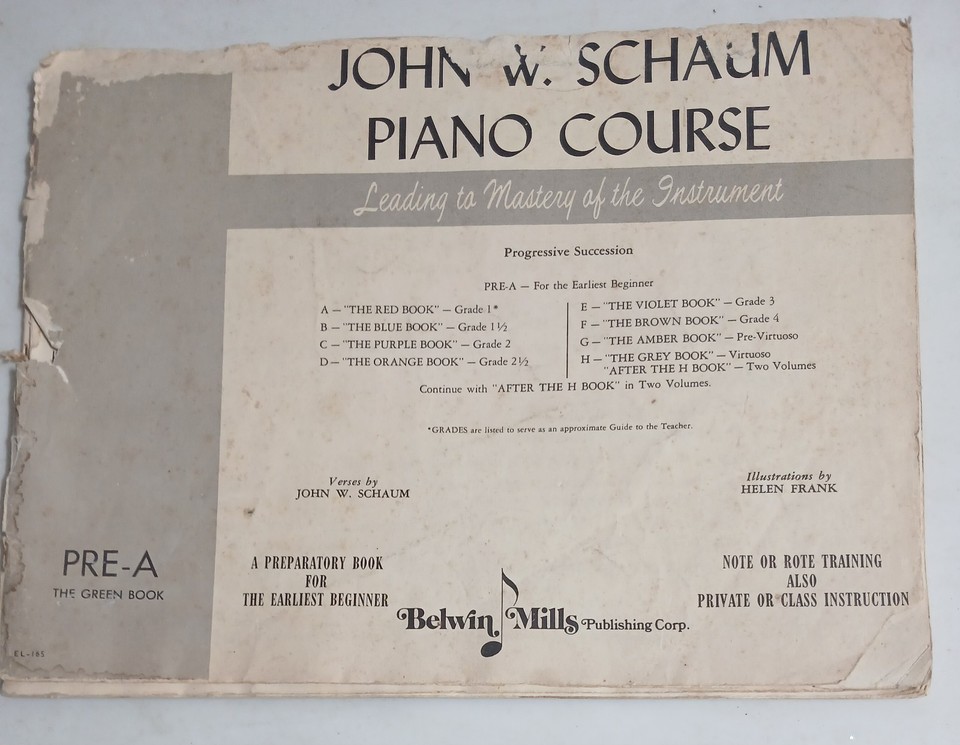 JOHN W. SCHAUM
PIANO COURSE
Leading to Mastery of the Instrument
Progressive Succession
PRE-A — For the Earliest Beginner
A — "THE RED BOOK" — Grade 1*
B — "THE BLUE BOOK" — Grade 1½
C — "THE PURPLE BOOK" — Grade 2
D — "THE ORANGE BOOK" — Grade 2½
E — "THE VIOLET BOOK" — Grade 3
F — "THE BROWN BOOK" — Grade 4
G — "THE AMBER BOOK" — Pre-Virtuoso
H — "THE GREY BOOK" — Virtuoso
"AFTER THE H BOOK" — Two Volumes
Continue with "AFTER THE H BOOK" in Two Volumes.
*GRADES are listed to serve as an approximate Guide to the Teacher.
Verses by
JOHN W. SCHAUM
Illustrations by
HELEN FRANK
PRE-A
THE GREEN BOOK
A PREPARATORY BOOK
FOR
THE EARLIEST BEGINNER
NOTE OR ROTE TRAINING
ALSO
PRIVATE OR CLASS INSTRUCTION
Belwin Mills Publishing Corp.
EL-185